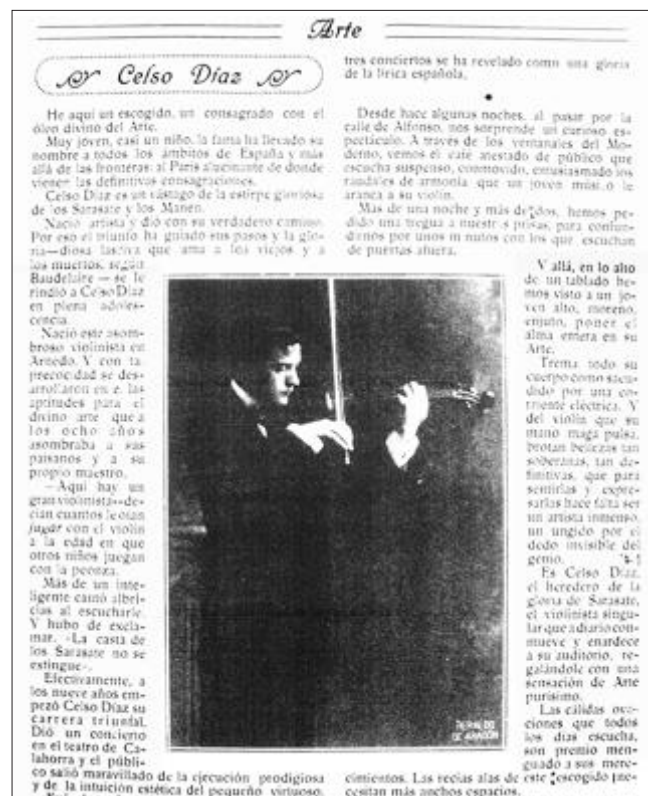 Arte
Celso Díaz
He aquí un escogido, un consagrado con el
óleo divino del Arte.
Muy joven, casi un niño, la fama ha llevado su
nombre a todos los ambitos de España y más
allá de las fronteras: al París alucinante de donde
vienen las definitivas consagraciones.
Celso Díaz es un vástago de la estirpe gloriosa
de los Sarasate y los Manen.
Nació artista y dió con su verdadero camino.
Por eso el triunfo ha guiado sus pasos y la glo-
ria—diosa lasciva que ama a los viejos y a
los muertos, según
Baudelaire — se le
rindió a Celso Díaz
en plena adoles-
cencia.
Nació este asom-
broso violinista en
Arnedo. Y con ta
precocidad se des-
arrollaron en e. las
aptitudes para el
divino arte que a
los ocho años
asombraba a sus
paisanos y a su
propio maestro.
—Aquí hay un
gran violinista—de-
cían cuantos le oían
jugar con el violín
a la edad en que
otros niños juegan
con la peonza.
Más de un inte-
ligente cantó albri-
cias al escucharle.
Y hubo de excla-
mar. «La casta de
los Sarasate no se
extingue».
Efectivamente, a
los nueve años em-
pezó Celso Díaz su
carrera triunfal.
Dió un concierto
en el teatro de Ca-
lahorra y el públi-
co salió maravillado de la ejecución prodigiosa
y de la intuición estética del pequeño virtuoso.
tres conciertos se ha revelado como una gloria
de la lírica española.
Desde hace algunas noches, al pasar por la
calle de Alfonso, nos sorprende un curioso es-
pectáculo. A través de los ventanales del Mo-
derno, vemos el café atestado de público que
escucha suspenso, conmovido, entusiasmado los
raudales de armonía que un joven músico le
aranca a su violín.
Mas de una noche y más de dos, hemos pe-
dido una tregua a nuestras prisas, para confun-
dirnos por unos minutos con los que escuchan
de puertas afuera.
Y allá, en lo alto
de un tablado he-
mos visto a un jo-
ven alto, moreno,
enjuto, poner el
alma entera en su
Arte.
Trema todo su
cuerpo como sacu-
dido por una co-
rriente eléctrica. Y
del violín que su
mano maga pulsa,
brotan bellezas tan
soberanas, tan de-
finitivas, que para
sentirlas y expre-
sarlas hace falta ser
un artista inmenso,
un ungido por el
dedo invisible del
genio.
Es Celso Díaz,
el heredero de la
gloria de Sarasate,
el violinista singu-
lar que a diario con-
mueve y enardece
a su auditorio, re-
galándole con una
sensación de Arte
purísimo.
Las cálidas ova-
ciones que todos
los días escucha,
son premio men-
guado a sus mere-
cimientos. Las recias alas de este escogido ne-
cesitan más anchos espacios.
HERALDO
DE ARAGÓN